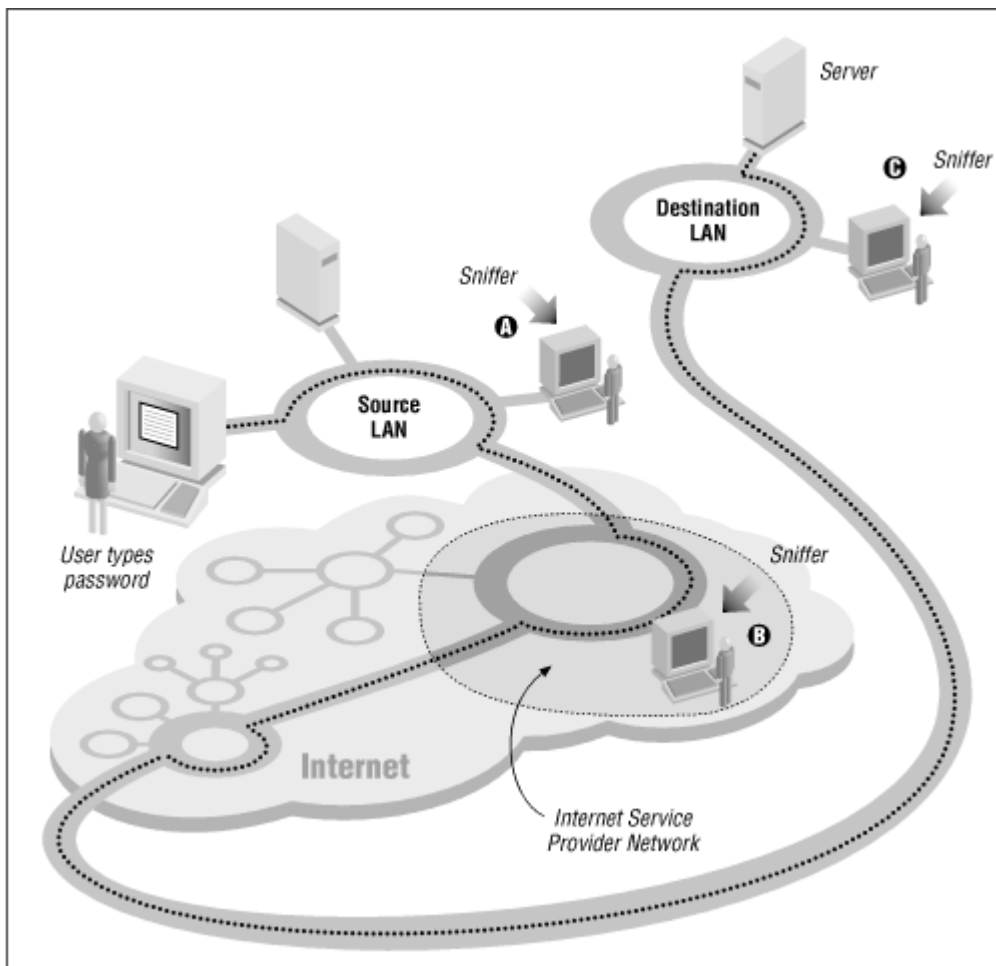 Server
C
Sniffer
Destination
LAN
Sniffer
A
Source
LAN
User types
password
Sniffer
B
Internet
Internet Service
Provider Network